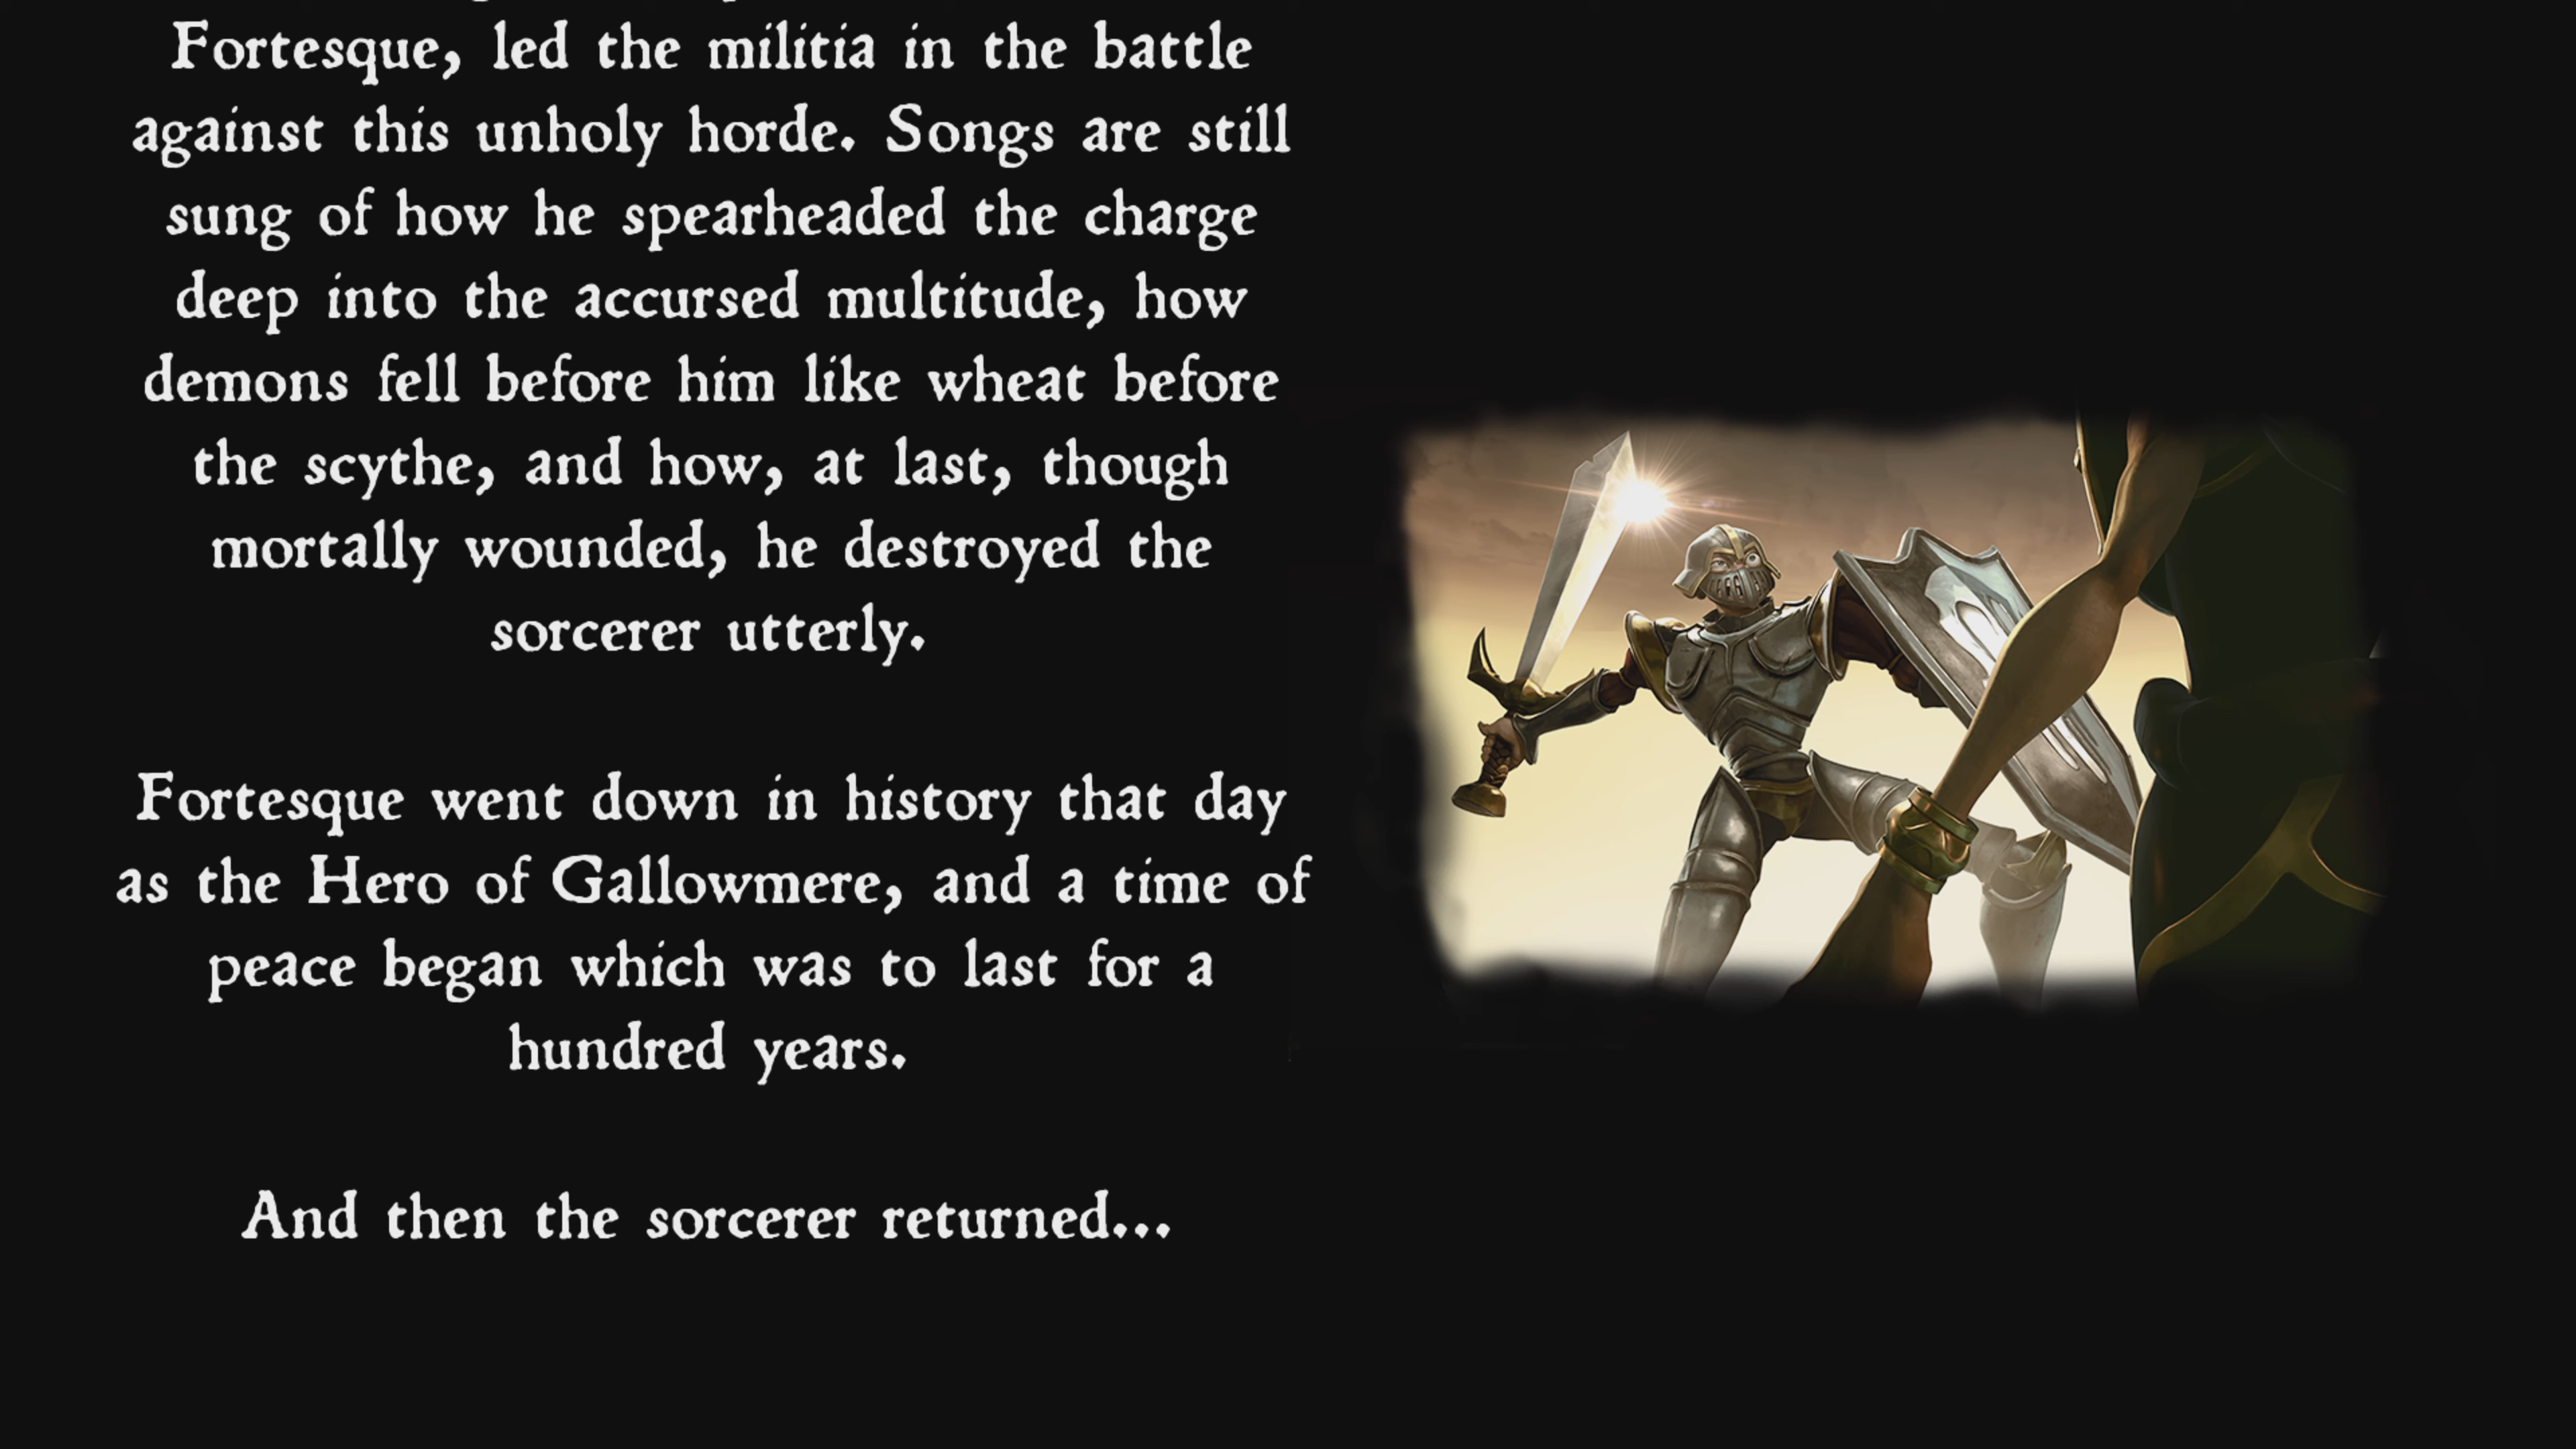 Fortesque, led the militia in the battle
against this unholy horde. Songs are still
sung of how he spearheaded the charge
deep into the accursed multitude, how
demons fell before him like wheat before
the scythe, and how, at last, though
mortally wounded, he destroyed the
sorcerer utterly.
Fortesque went down in history that day
as the Hero of Gallowmere, and a time of
peace began which was to last for a
hundred years.
And then the sorcerer returned...